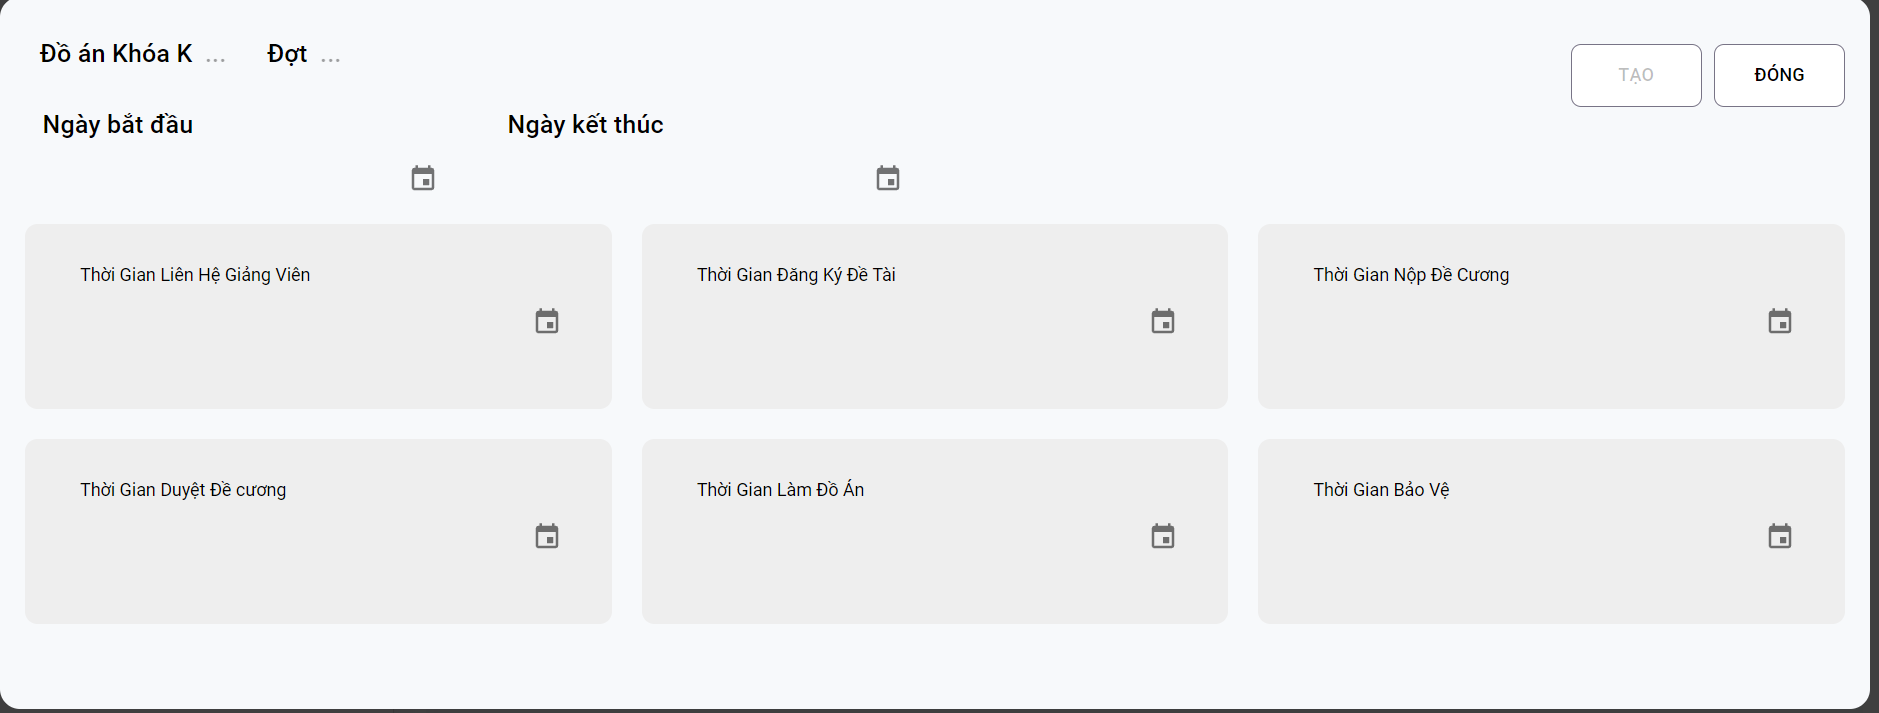 Đồ án Khóa K ... Đợt ...
TẠO ĐÓNG
Ngày bắt đầu Ngày kết thúc
Thời Gian Liên Hệ Giảng Viên Thời Gian Đăng Ký Đề Tài Thời Gian Nộp Đề Cương
Thời Gian Duyệt Đề cương Thời Gian Làm Đồ Án Thời Gian Bảo Vệ